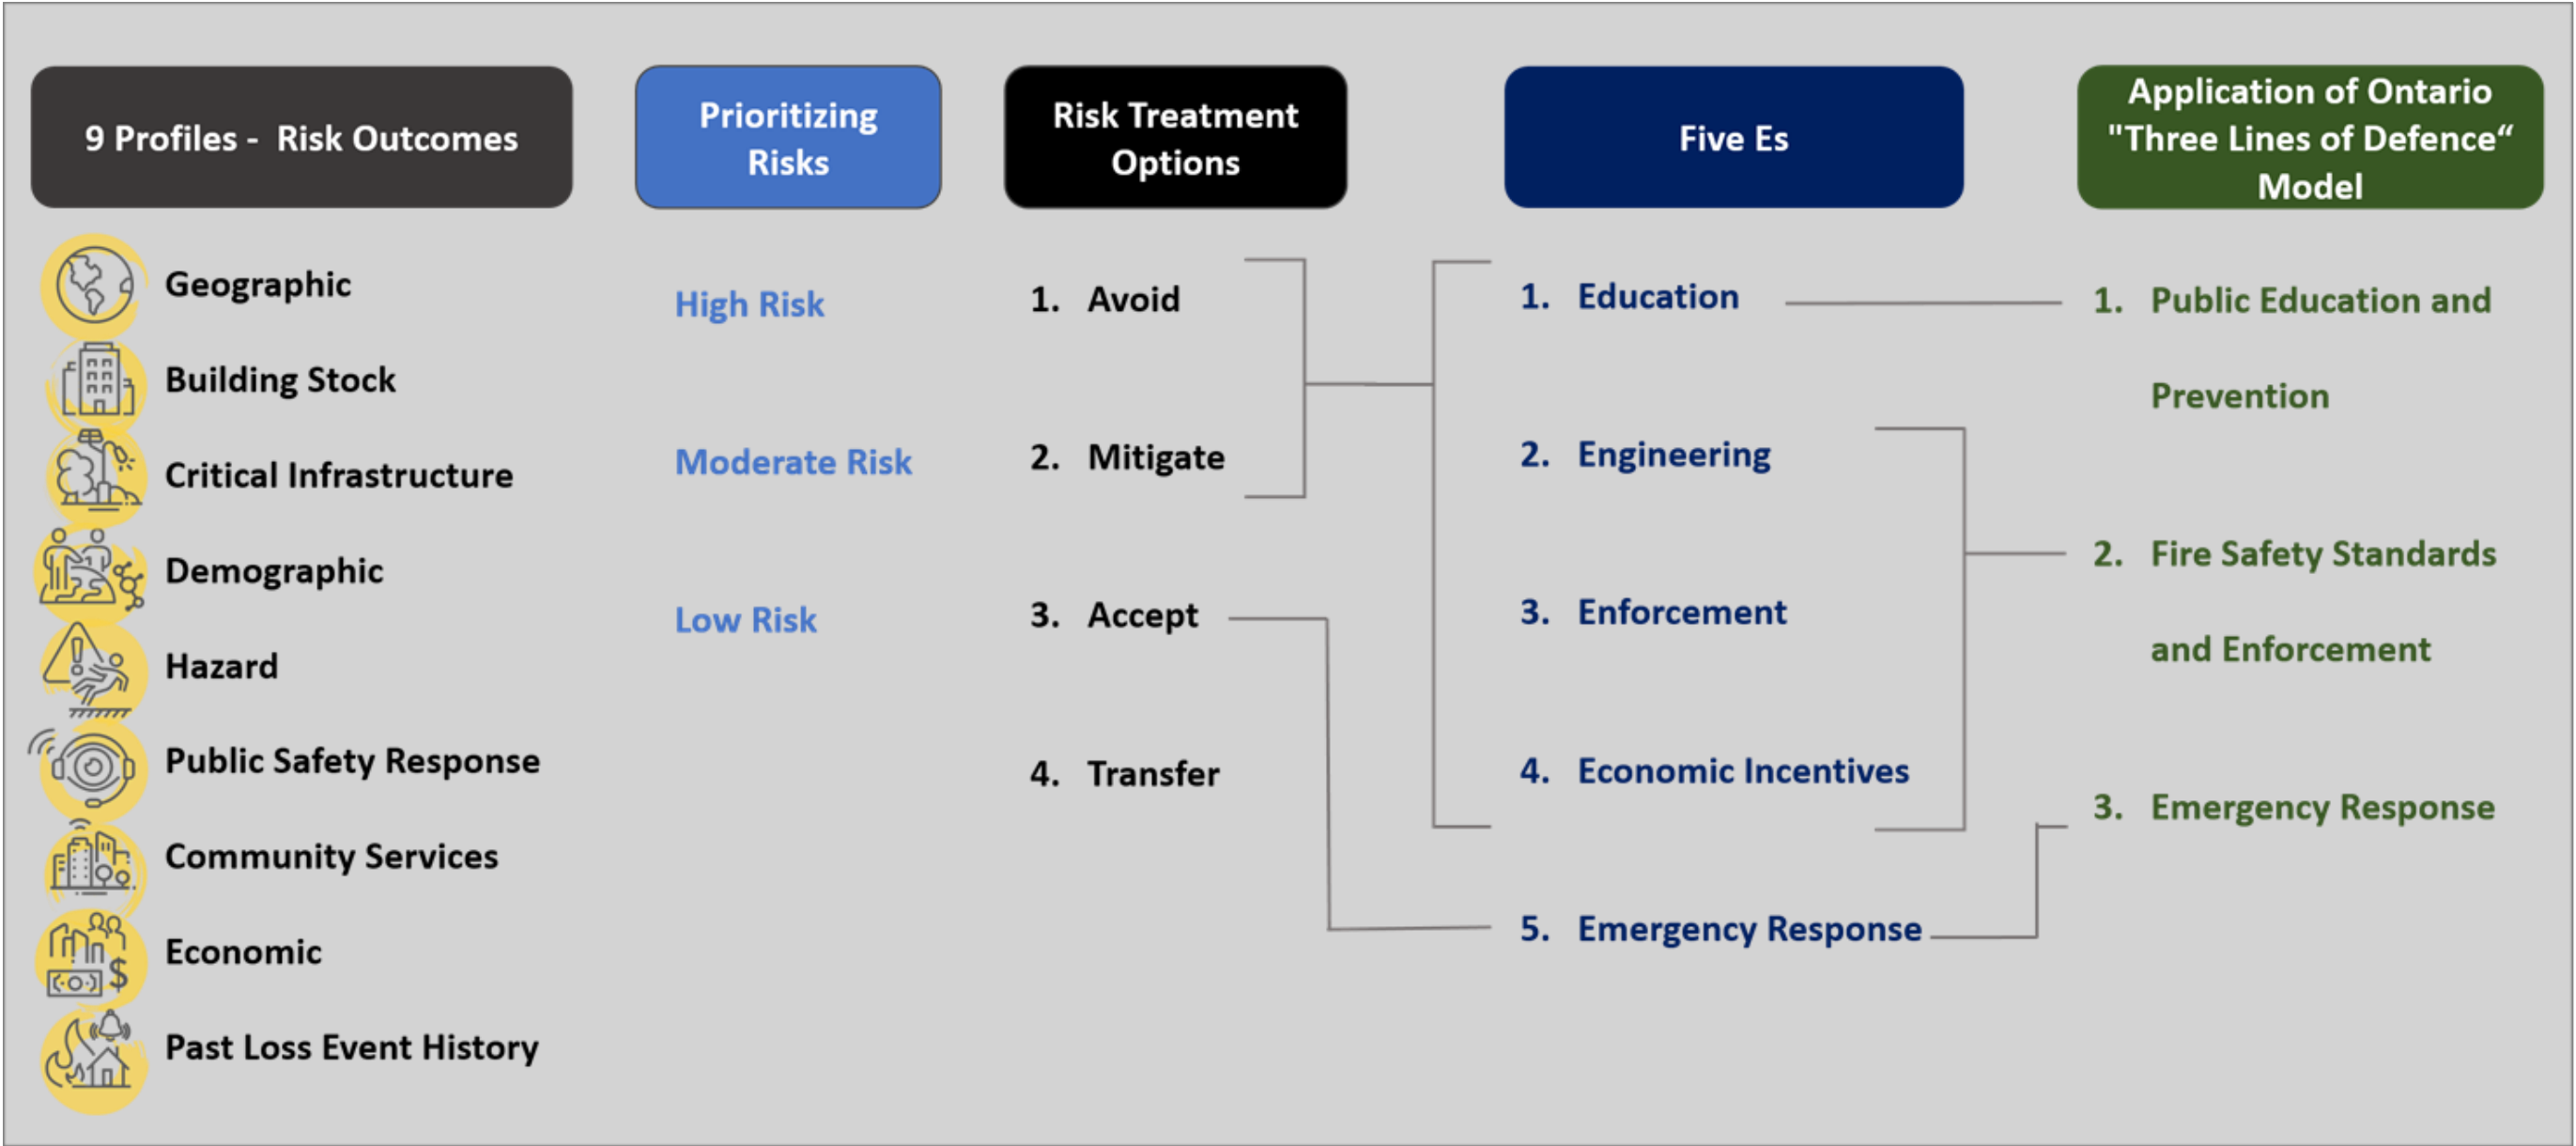 9 Profiles - Risk Outcomes
Geographic
Building Stock
Critical Infrastructure
Demographic
Hazard
Public Safety Response
Community Services
Economic
Past Loss Event History
Prioritizing
Risks
High Risk
Moderate Risk
Low Risk
Risk Treatment
Options
1. Avoid
2. Mitigate
3. Accept
4. Transfer
Five Es
1. Education
2. Engineering
3. Enforcement
4. Economic Incentives
5. Emergency Response
Application of Ontario
"Three Lines of Defence“
Model
1. Public Education and
Prevention
2. Fire Safety Standards
and Enforcement
3. Emergency Response